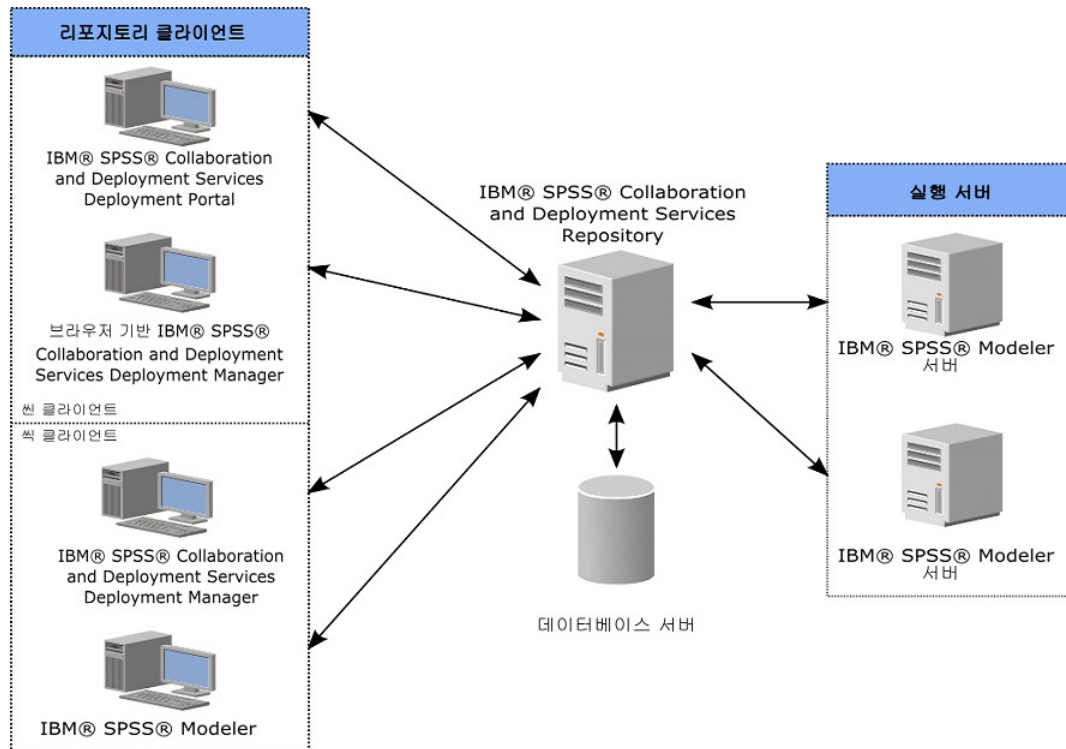 리포지토리 클라이언트
IBM® SPSS® Collaboration
and Deployment Services
Deployment Portal
브라우저 기반 IBM® SPSS®
Collaboration and Deployment
Services Deployment Manager
씬 클라이언트
씩 클라이언트
IBM® SPSS® Collaboration
and Deployment Services
Deployment Manager
IBM® SPSS® Modeler
IBM® SPSS® Collaboration
and Deployment Services
Repository
데이터베이스 서버
실행 서버
IBM® SPSS® Modeler
서버
IBM® SPSS® Modeler
서버